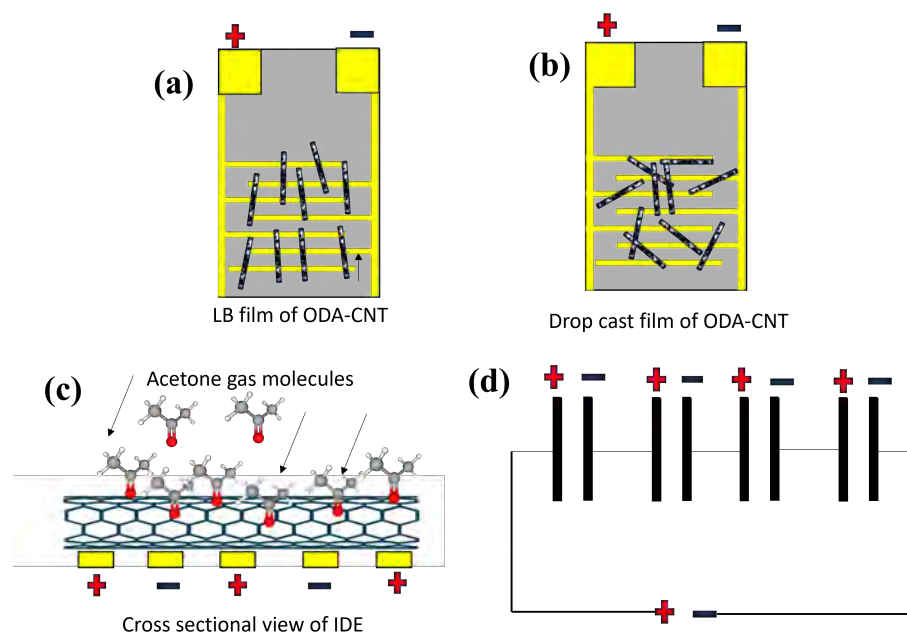 (a)
(b)
LB film of ODA-CNT
Drop cast film of ODA-CNT
(c)
Acetone gas molecules
(d)
Cross sectional view of IDE